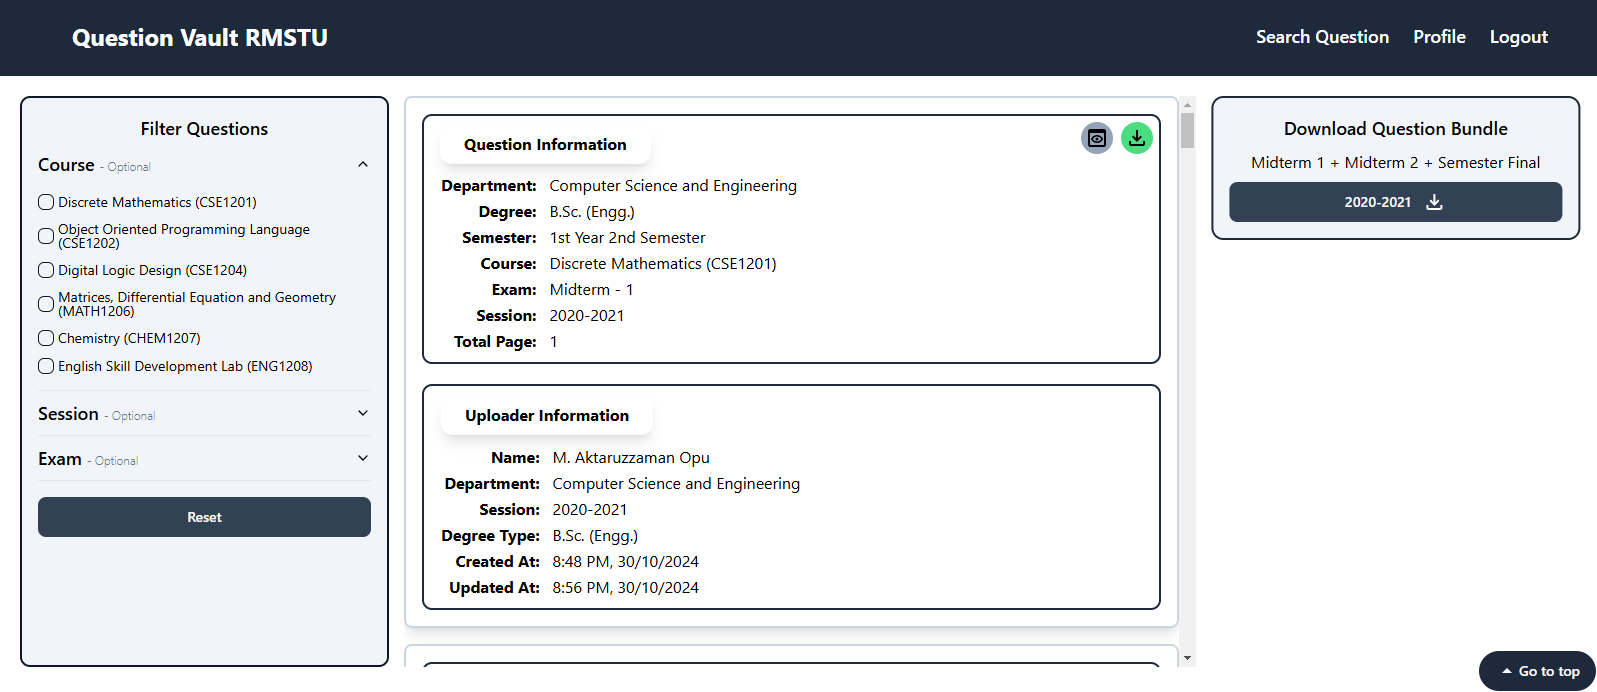 Question Vault RMSTU
Search Question
Profile
Logout
Filter Questions
Course - Optional
Discrete Mathematics (CSE1201)
Object Oriented Programming Language
(CSE1202)
Digital Logic Design (CSE1204)
Matrices, Differential Equation and Geometry
(MATH1206)
Chemistry (CHEM1207)
English Skill Development Lab (ENG1208)
Session - Optional
Exam - Optional
Reset
Question Information
Department: Computer Science and Engineering
Degree: B.Sc. (Engg.)
Semester: 1st Year 2nd Semester
Course: Discrete Mathematics (CSE1201)
Exam: Midterm - 1
Session: 2020-2021
Total Page: 1
Uploader Information
Name: M. Aktaruzzaman Opu
Department: Computer Science and Engineering
Session: 2020-2021
Degree Type: B.Sc. (Engg.)
Created At: 8:48 PM, 30/10/2024
Updated At: 8:56 PM, 30/10/2024
Download Question Bundle
Midterm 1 + Midterm 2 + Semester Final
2020-2021
Go to top